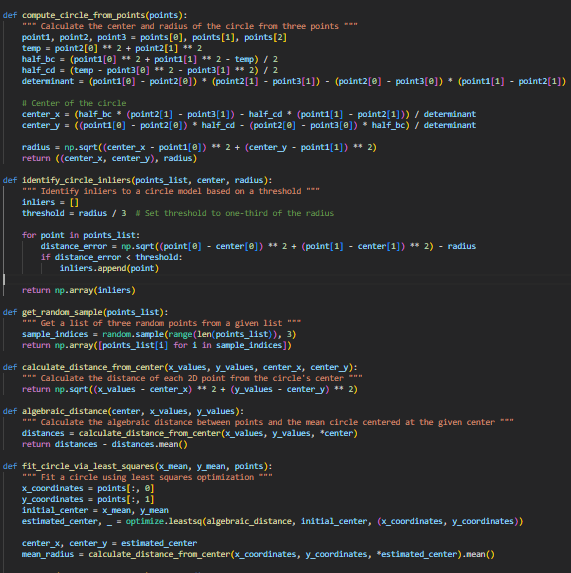 def compute_circle_from_points(points):
    """ Calculate the center and radius of the circle from three points """
    point1, point2, point3 = points[0], points[1], points[2]
    temp = point2[0] ** 2 + point2[1] ** 2
    half_bc = (point1[0] ** 2 + point1[1] ** 2 - temp) / 2
    half_cd = (temp - point3[0] ** 2 - point3[1] ** 2) / 2
    determinant = (point1[0] - point2[0]) * (point2[1] - point3[1]) - (point2[0] - point3[0]) * (point1[1] - point2[1])
    # Center of the circle
    center_x = (half_bc * (point2[1] - point3[1]) - half_cd * (point1[1] - point2[1])) / determinant
    center_y = ((point1[0] - point2[0]) * half_cd - (point2[0] - point3[0]) * half_bc) / determinant
    radius = np.sqrt((center_x - point1[0]) ** 2 + (center_y - point1[1]) ** 2)
    return ((center_x, center_y), radius)
def identify_circle_inliers(points_list, center, radius):
    """ Identify inliers to a circle model based on a threshold """
    inliers = []
    threshold = radius / 3  # Set threshold to one-third of the radius
    for point in points_list:
        distance_error = np.sqrt((point[0] - center[0]) ** 2 + (point[1] - center[1]) ** 2) - radius
        if distance_error < threshold:
            inliers.append(point)
    return np.array(inliers)
def get_random_sample(points_list):
    """ Get a list of three random points from a given list """
    sample_indices = random.sample(range(len(points_list)), 3)
    return np.array([points_list[i] for i in sample_indices])
def calculate_distance_from_center(x_values, y_values, center_x, center_y):
    """ Calculate the distance of each 2D point from the circle's center """
    return np.sqrt((x_values - center_x) ** 2 + (y_values - center_y) ** 2)
def algebraic_distance(center, x_values, y_values):
    """ Calculate the algebraic distance between points and the mean circle centered at the given center """
    distances = calculate_distance_from_center(x_values, y_values, *center)
    return distances - distances.mean()
def fit_circle_via_least_squares(x_mean, y_mean, points):
    """ Fit a circle using least squares optimization """
    x_coordinates = points[:, 0]
    y_coordinates = points[:, 1]
    initial_center = x_mean, y_mean
    estimated_center, _ = optimize.leastsq(algebraic_distance, initial_center, (x_coordinates, y_coordinates))
    center_x, center_y = estimated_center
    mean_radius = calculate_distance_from_center(x_coordinates, y_coordinates, *estimated_center).mean()